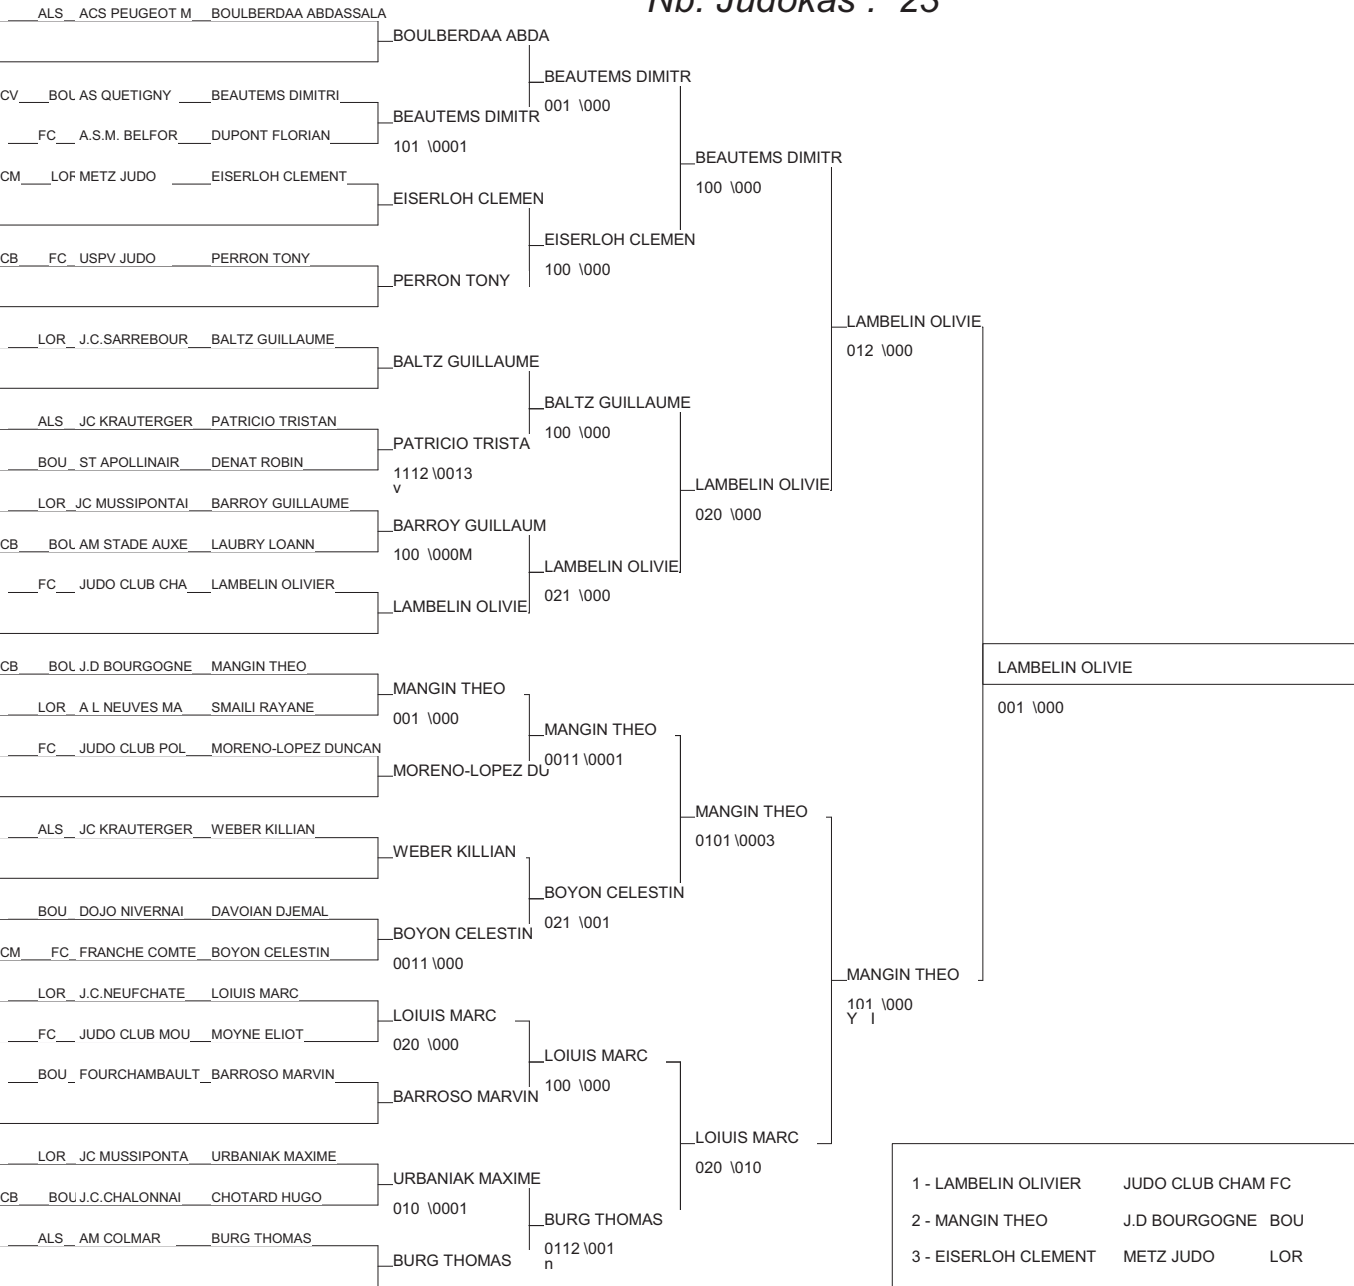 Nb. Judokas : 23
ALS ACS PEUGEOT M BOULBERDAA ABDASSALA
BOULBERDAA ABDA
BEAUTEMS DIMITR
001 \000
CV BOU AS QUETIGNY BEAUTEMS DIMITRI
BEAUTEMS DIMITR
101 \0001
FC A.S.M. BELFOR DUPONT FLORIAN
BEAUTEMS DIMITR
100 \000
CM LOR METZ JUDO EISERLOH CLEMENT
EISERLOH CLEMEN
EISERLOH CLEMEN
100 \000
CB FC USPV JUDO PERRON TONY
PERRON TONY
LAMBELIN OLIVIE
012 \000
LOR J.C.SARREBOUR BALTZ GUILLAUME
BALTZ GUILLAUME
BALTZ GUILLAUME
100 \000
ALS JC KRAUTERGER PATRICIO TRISTAN
PATRICIO TRISTA
1112 \0013
v
BOU ST APOLLINAIR DENAT ROBIN
LAMBELIN OLIVIE
020 \000
LOR JC MUSSIPONTAI BARROY GUILLAUME
BARROY GUILLAUM
100 \000M
CB BOU AM STADE AUXE LAUBRY LOANN
LAMBELIN OLIVIE
021 \000
FC JUDO CLUB CHA LAMBELIN OLIVIER
LAMBELIN OLIVIE
LAMBELIN OLIVIE
001 \000
CB BOU J.D BOURGOGNE MANGIN THEO
MANGIN THEO
001 \000
LOR A L NEUVES MA SMAILI RAYANE
MANGIN THEO
0011 \0001
FC JUDO CLUB POL MORENO-LOPEZ DUNCAN
MORENO-LOPEZ DU
MANGIN THEO
0101 \0003
ALS JC KRAUTERGER WEBER KILLIAN
WEBER KILLIAN
BOYON CELESTIN
021 \001
BOU DOJO NIVERNAI DAVOIAN DJEMAL
BOYON CELESTIN
0011 \000
CM FC FRANCHE COMTE BOYON CELESTIN
MANGIN THEO
101 \000
Y I
LOR J.C.NEUFCHATE LOIUIS MARC
LOIUIS MARC
020 \000
FC JUDO CLUB MOU MOYNE ELIOT
LOIUIS MARC
100 \000
BOU FOURCHAMBAULT BARROSO MARVIN
BARROSO MARVIN
LOIUIS MARC
020 \010
LOR JC MUSSIPONTA URBANIAK MAXIME
URBANIAK MAXIME
010 \0001
CB BOU J.C.CHALONNAI CHOTARD HUGO
BURG THOMAS
0112 \001
n
ALS AM COLMAR BURG THOMAS
BURG THOMAS
1 - LAMBELIN OLIVIER JUDO CLUB CHAM FC
2 - MANGIN THEO J.D BOURGOGNE BOU
3 - EISERLOH CLEMENT METZ JUDO LOR